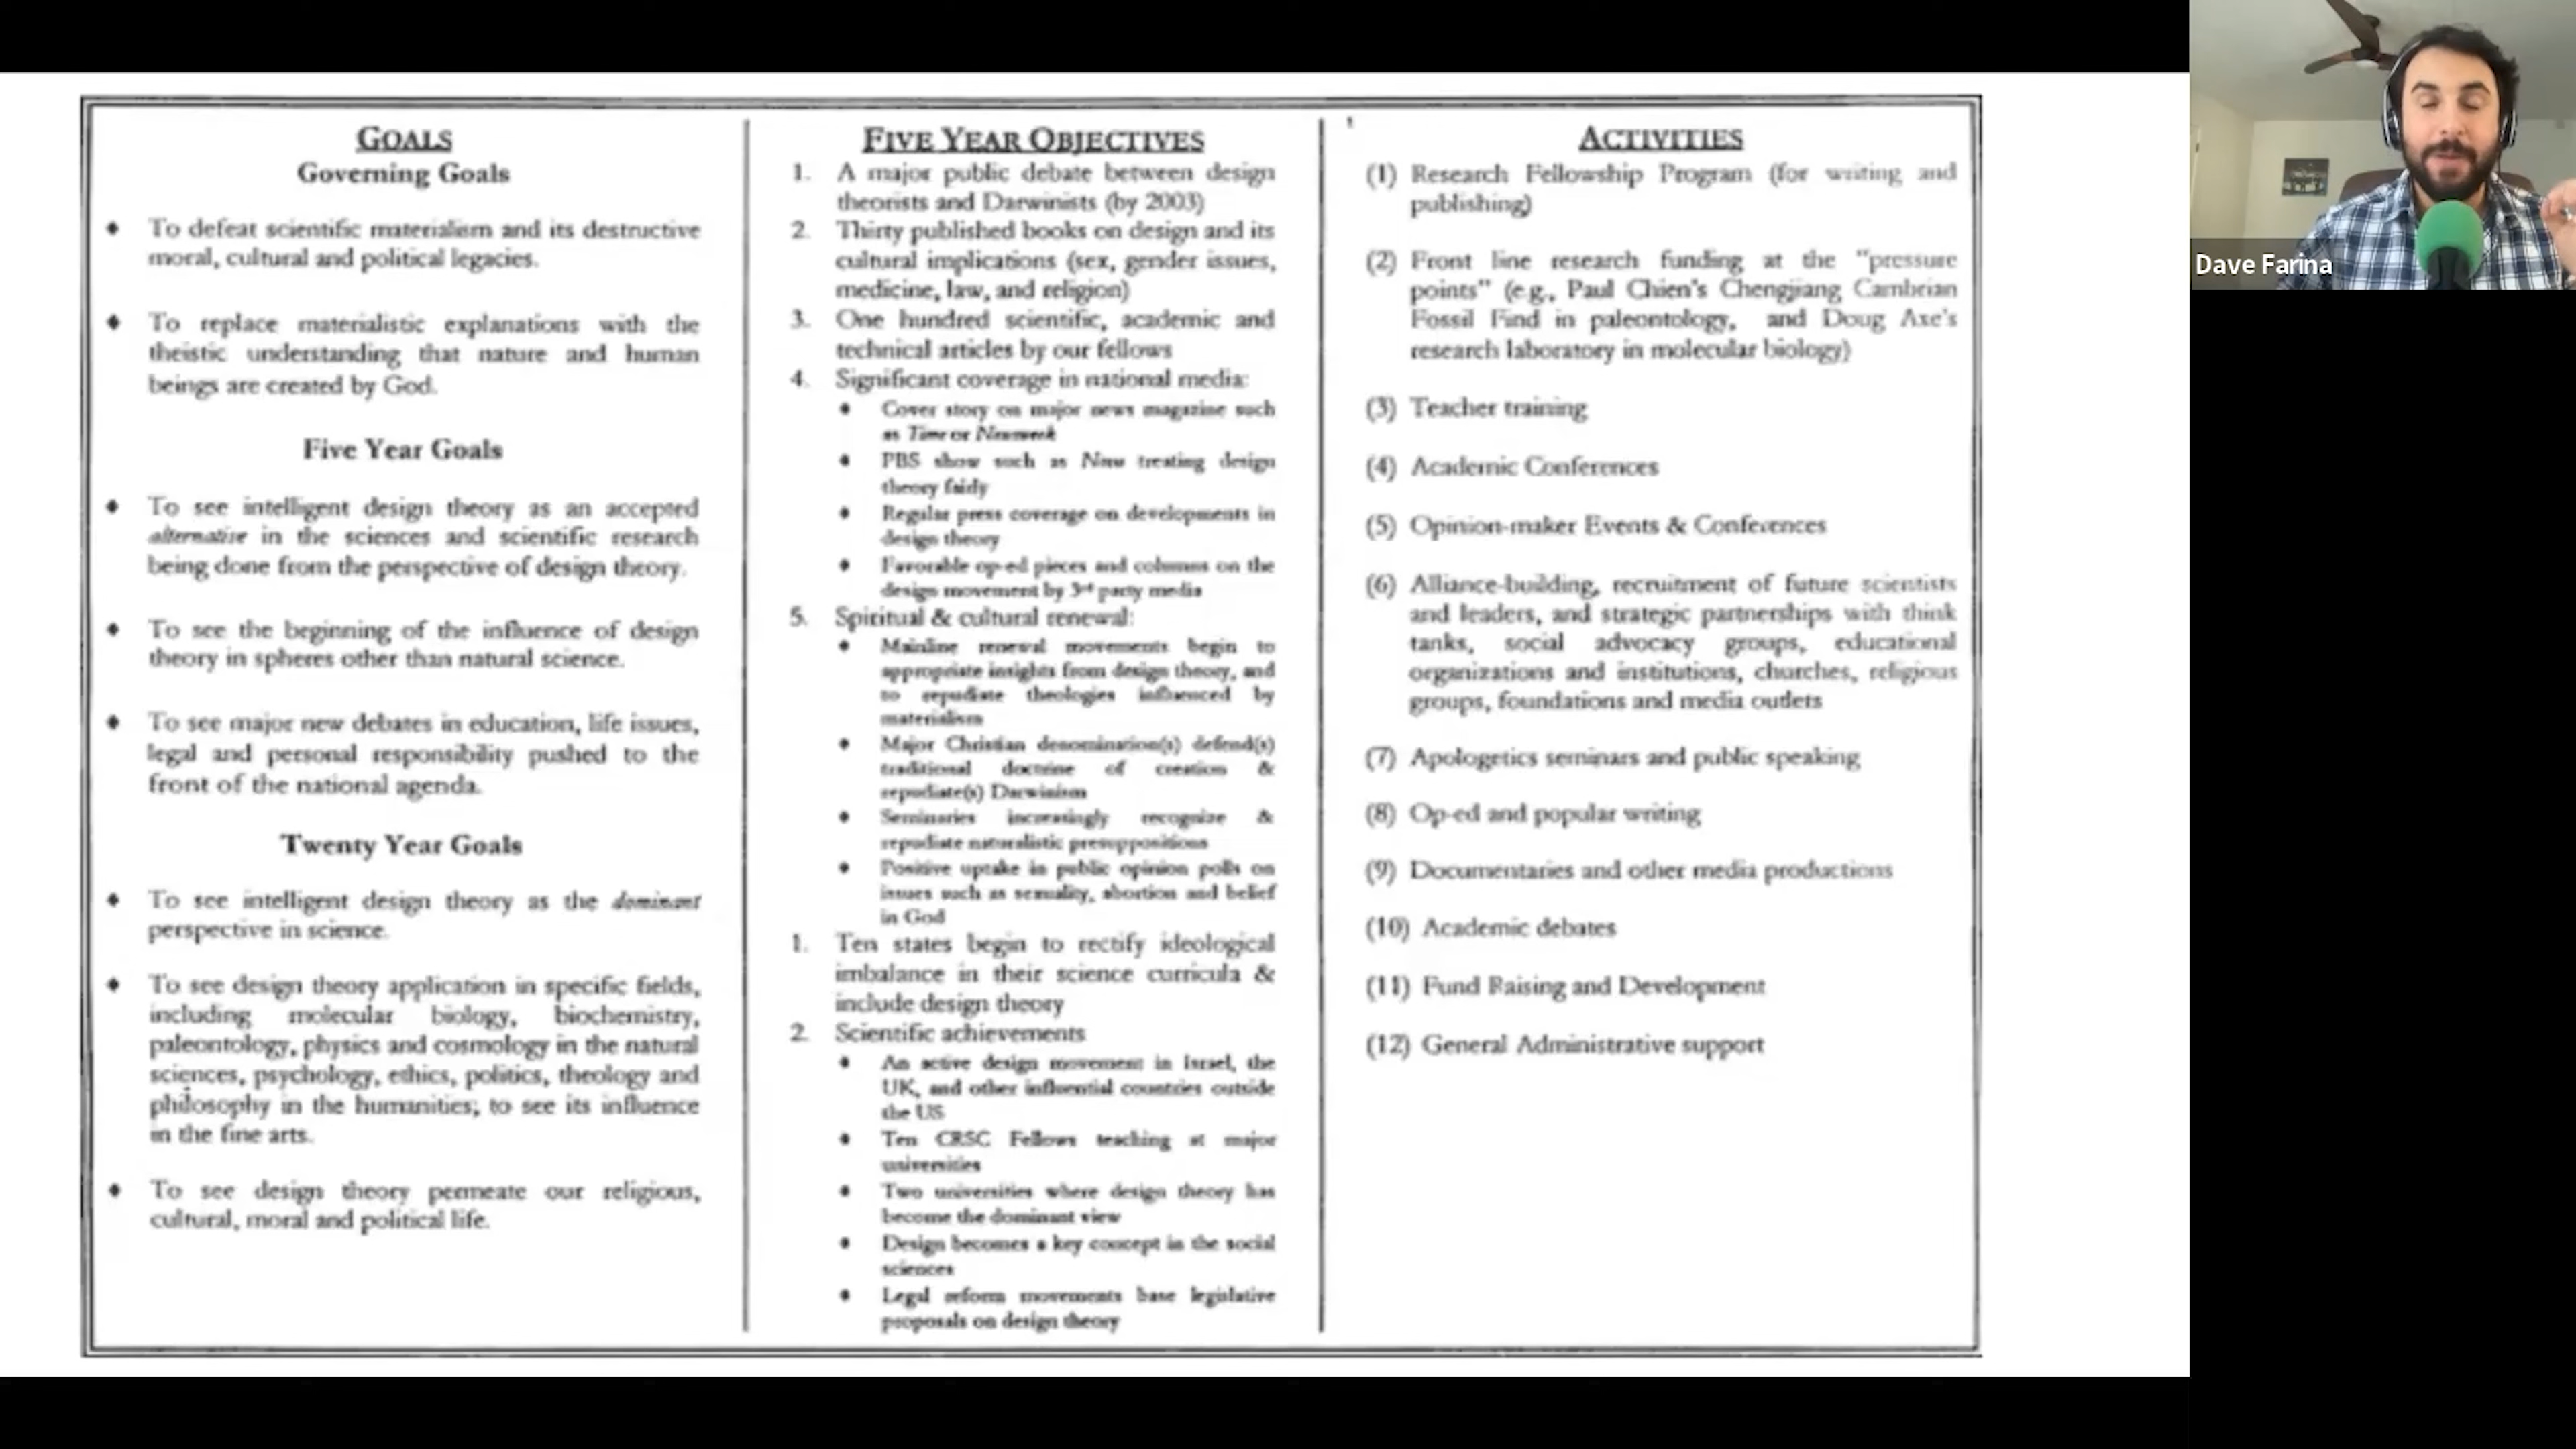 GOALS
Governing Goals
♦ To defeat scientific materialism and its destructive
moral, cultural and political legacies.
♦ To replace materialistic explanations with the
theistic understanding that nature and human
beings are created by God.
Five Year Goals
♦ To see intelligent design theory as an accepted
alternative in the sciences and scientific research
being done from the perspective of design theory.
♦ To see the beginning of the influence of design
theory in spheres other than natural science.
♦ To see major new debates in education, life issues,
legal and personal responsibility pushed to the
front of the national agenda.
Twenty Year Goals
♦ To see intelligent design theory as the dominant
perspective in science.
♦ To see design theory application in specific fields,
including molecular biology, biochemistry,
paleontology, physics and cosmology in the natural
sciences, psychology, ethics, politics, theology and
philosophy in the humanities; to see its influence
in the fine arts.
♦ To see design theory permeate our religious,
cultural, moral and political life.
FIVE YEAR OBJECTIVES
1. A major public debate between design
theorists and Darwinists (by 2003)
2. Thirty published books on design and its
cultural implications (sex, gender issues,
medicine, law, and religion)
3. One hundred scientific, academic and
technical articles by our fellows
4. Significant coverage in national media:
♦ Cover story on major news magazine such
as Time or Newsweek
♦ PBS show such as Nova treating design
theory fairly
♦ Regular press coverage on developments in
design theory
♦ Favorable op-ed pieces and columns on the
design movement by 3rd party media
5. Spiritual & cultural renewal:
♦ Mainline renewal movements begin to
appropriate insights from design theory, and
to repudiate theologies influenced by
materialism
♦ Major Christian denomination(s) defend(s)
traditional doctrine of creation &
repudiate(s) Darwinism
♦ Seminaries increasingly recognize &
repudiate naturalistic presuppositions
♦ Positive uptake in public opinion polls on
issues such as sexuality, abortion and belief
in God
1. Ten states begin to rectify ideological
imbalance in their science curricula &
include design theory
2. Scientific achievements
♦ An active design movement in Israel, the
UK, and other influential countries outside
the US
♦ Ten CRSC Fellows teaching at major
universities
♦ Two universities where design theory has
become the dominant view
♦ Design becomes a key concept in the social
sciences
♦ Legal reform movements base legislative
proposals on design theory
ACTIVITIES
(1) Research Fellowship Program (for writing and
publishing)
(2) Front line research funding at the "pressure
points" (e.g., Paul Chien's Chengjiang Cambrian
Fossil Find in paleontology, and Doug Axe's
research laboratory in molecular biology)
(3) Teacher training
(4) Academic Conferences
(5) Opinion-maker Events & Conferences
(6) Alliance-building, recruitment of future scientists
and leaders, and strategic partnerships with think
tanks, social advocacy groups, educational
organizations and institutions, churches, religious
groups, foundations and media outlets
(7) Apologetics seminars and public speaking
(8) Op-ed and popular writing
(9) Documentaries and other media productions
(10) Academic debates
(11) Fund Raising and Development
(12) General Administrative support
Dave Farina